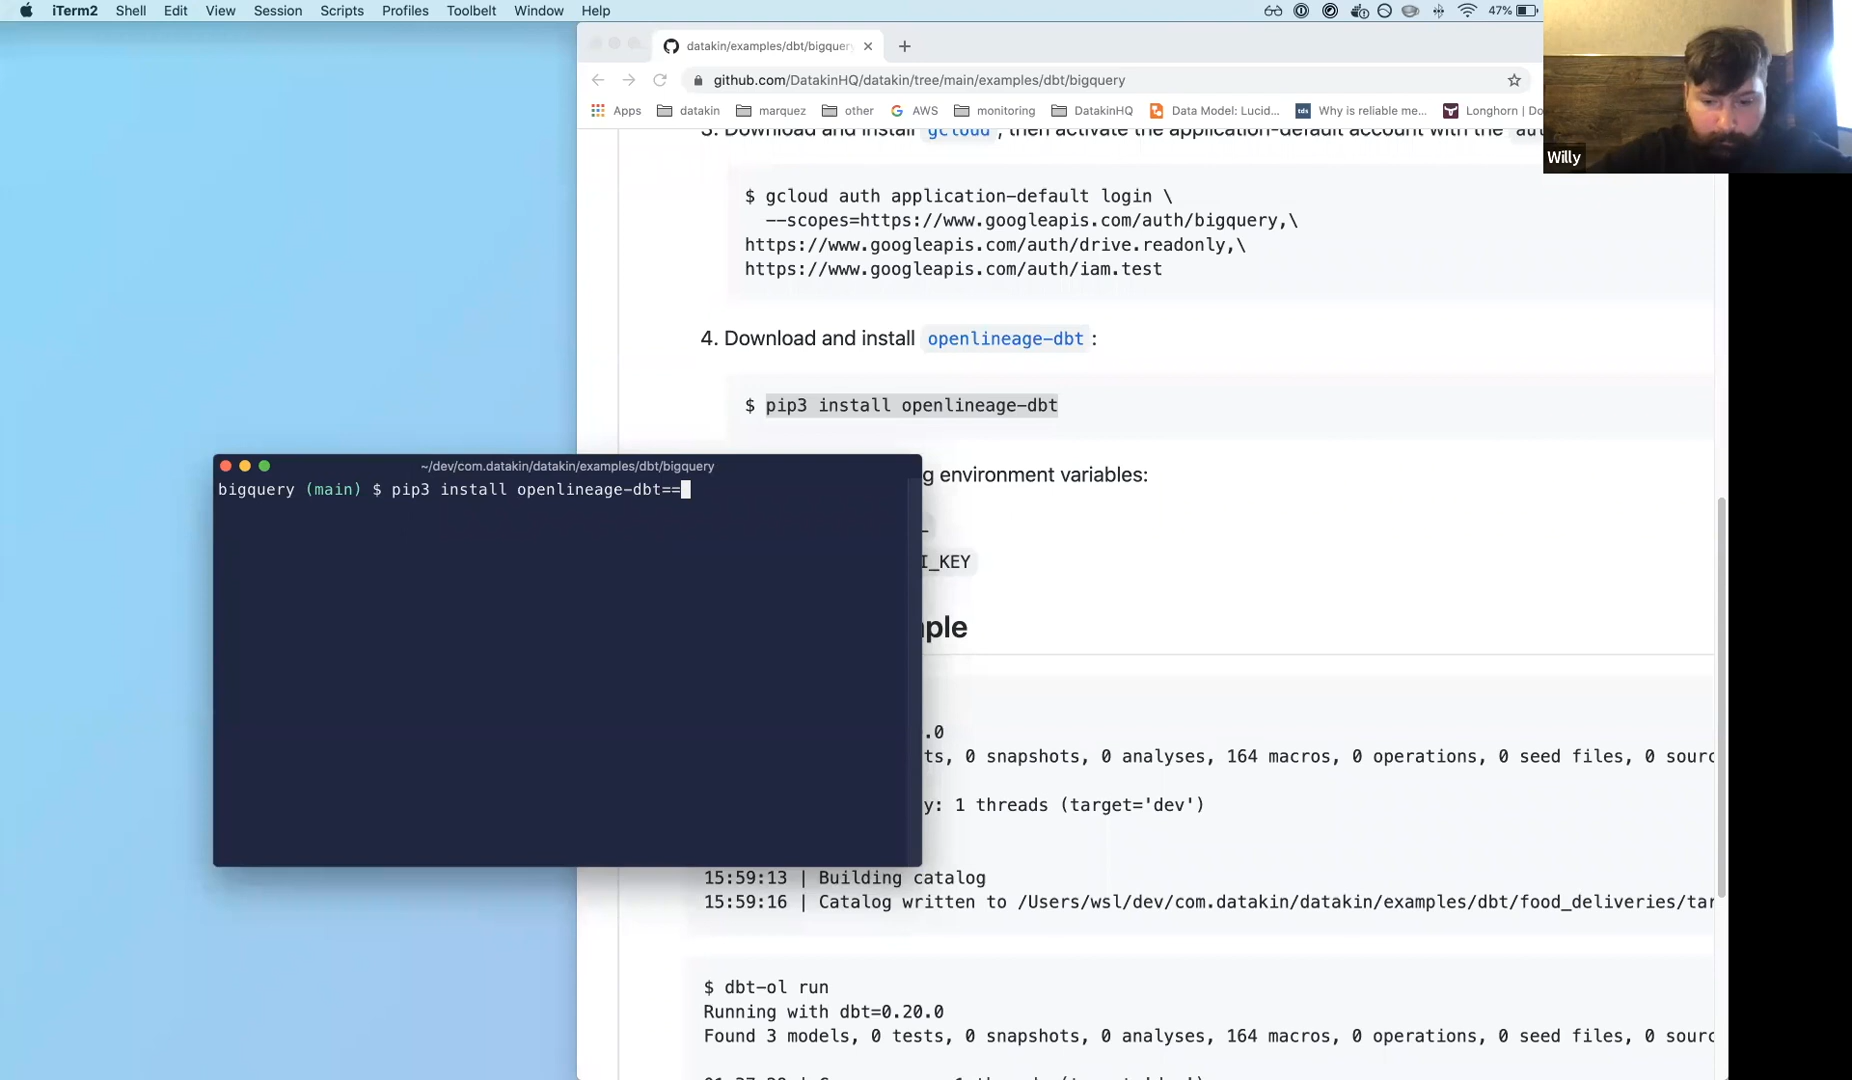 iTerm2 Shell Edit View Session Scripts Profiles Toolbelt Window Help 47%
datakin/examples/dbt/bigquery
github.com/DatakinHQ/datakin/tree/main/examples/dbt/bigquery
Apps datakin marquez other AWS monitoring DatakinHQ Data Model: Lucid... Why is reliable me... Longhorn | Do
3. Download and install gcloud, then activate the application-default account with the
Willy
$ gcloud auth application-default login \
--scopes=https://www.googleapis.com/auth/bigquery,\
https://www.googleapis.com/auth/drive.readonly,\
https://www.googleapis.com/auth/iam.test
4. Download and install openlineage-dbt:
$ pip3 install openlineage-dbt
~/dev/com.datakin/datakin/examples/dbt/bigquery
bigquery (main) $ pip3 install openlineage-dbt==
g environment variables:
I_KEY
ple
.0
ts, 0 snapshots, 0 analyses, 164 macros, 0 operations, 0 seed files, 0 sourc
y: 1 threads (target='dev')
15:59:13 | Building catalog
15:59:16 | Catalog written to /Users/wsl/dev/com.datakin/datakin/examples/dbt/food_deliveries/tar
$ dbt-ol run
Running with dbt=0.20.0
Found 3 models, 0 tests, 0 snapshots, 0 analyses, 164 macros, 0 operations, 0 seed files, 0 sourc